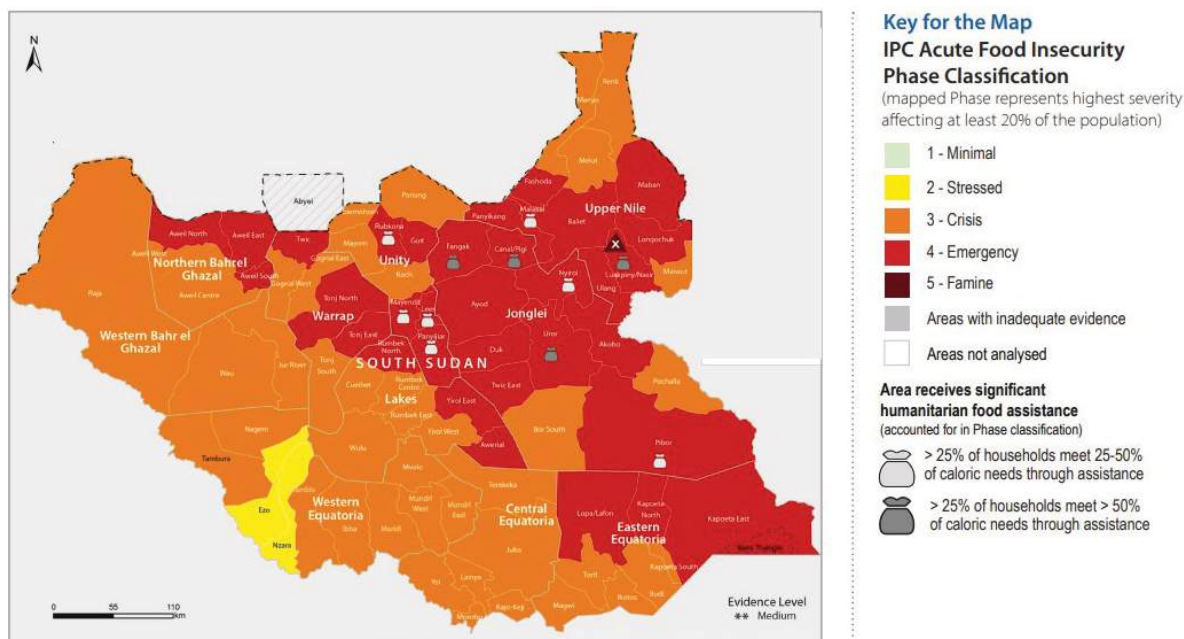 N
Renk
Manyo
Melut
Fashoda
Maban
Malakal
Upper Nile
Panyikang
Baliet
Abyei
Pariang
Rubkona
Guit
Fangak
Canal/Pigi
Longochuk
Aweil North
Aweil East
Twic
Mayom
Unity
Luakpiny/Nasir
Maiwut
Gogrial East
Koch
Nyirol
Ulang
Aweil West
Northern Bahr el
Ghazal
Aweil South
Gogrial West
Aweil Centre
Raja
Tonj North
Mayendit
Leer
Ayod
Jonglei
Warrap
Panyijiar
Uror
Western Bahr el
Ghazal
Tonj East
Rumbek
North
Duk
Akobo
SOUTH SUDAN
Jur River
Tonj
South
Wau
Cueibet
Rumbek
Centre
Twic East
Pochalla
Lakes
Yirol East
Rumbek East
Nagero
Yirol West
Awerial
Bor South
Pibor
Tambura
Wulu
Mvolo
Terekeka
Western
Equatoria
Mundri
West
Mundri
East
Central
Equatoria
Lopa/Lafon
Kapoeta
North
Kapoeta East
Ezo
Ibba
Maridi
Eastern
Equatoria
Nzara
Juba
Kapoeta South
Torit
Yei
Lainya
Budi
Ikotos
Magwi
Kajo-Keji
Morobo
0 55 110
km
Evidence Level
** Medium
Key for the Map
IPC Acute Food Insecurity
Phase Classification
(mapped Phase represents highest severity
affecting at least 20% of the population)
1 - Minimal
2 - Stressed
3 - Crisis
4 - Emergency
5 - Famine
Areas with inadequate evidence
Areas not analysed
Area receives significant
humanitarian food assistance
(accounted for in Phase classification)
> 25% of households meet 25-50%
of caloric needs through assistance
> 25% of households meet > 50%
of caloric needs through assistance